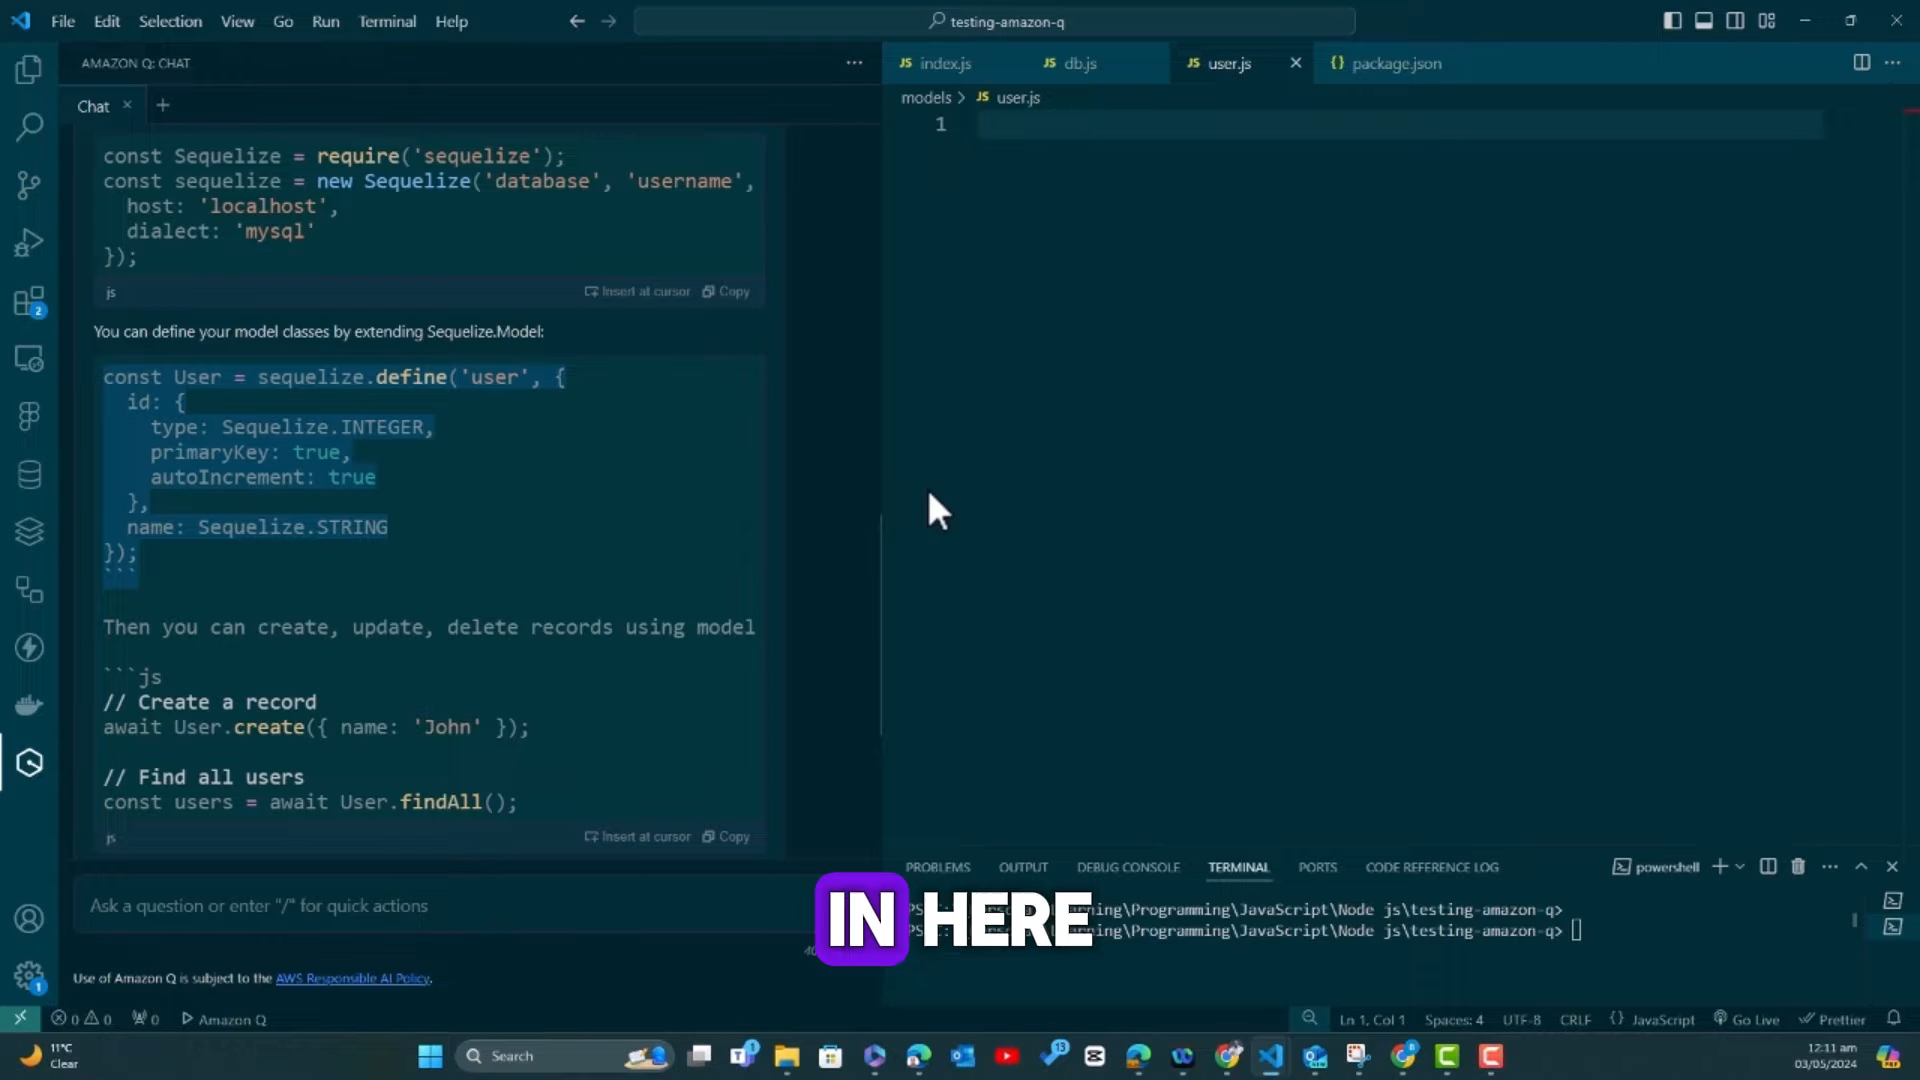 File Edit Selection View Go Run Terminal Help
testing-amazon-q
AMAZON Q: CHAT
Chat
const Sequelize = require('sequelize');
const sequelize = new Sequelize('database', 'username',
host: 'localhost',
dialect: 'mysql'
});
js
Insert at cursor Copy
You can define your model classes by extending Sequelize.Model:
const User = sequelize.define('user', {
id: {
type: Sequelize.INTEGER,
primaryKey: true,
autoIncrement: true
},
name: Sequelize.STRING
});
```
Then you can create, update, delete records using model
```js
// Create a record
await User.create({ name: 'John' });
// Find all users
const users = await User.findAll();
js
Insert at cursor Copy
Ask a question or enter "/" for quick actions
Use of Amazon Q is subject to the AWS Responsible AI Policy.
JS index.js JS db.js JS user.js {} package.json
models > JS user.js
1
PROBLEMS OUTPUT DEBUG CONSOLE TERMINAL PORTS CODE REFERENCE LOG
powershell
\Programming\JavaScript\Node js\testing-amazon-q>
\Programming\JavaScript\Node js\testing-amazon-q>
IN HERE
2
1
0 0 0 Amazon Q
Ln 1, Col 1 Spaces: 4 UTF-8 CRLF {} JavaScript Go Live Prettier
11°C
Clear
Search
1
13
12:11 am
03/05/2024